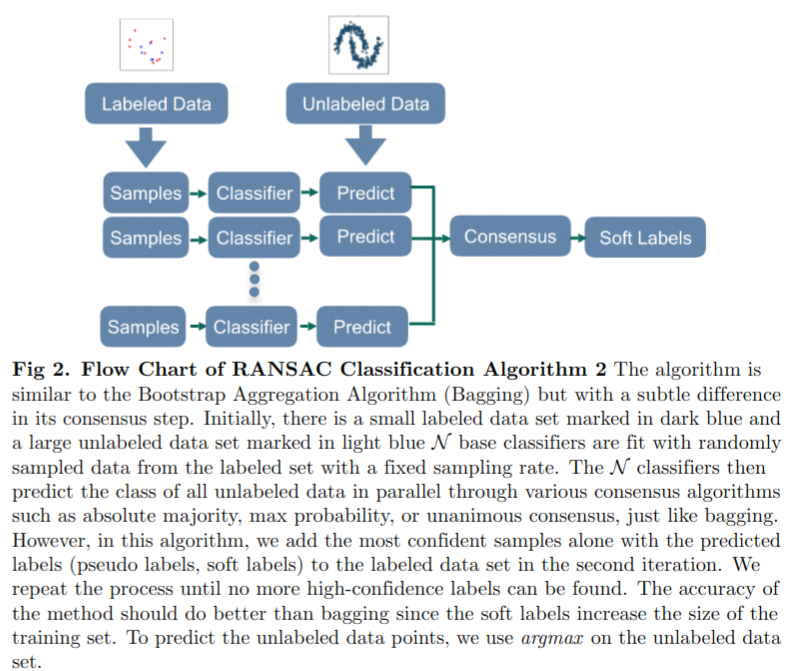 Labeled Data
Unlabeled Data
Samples
Classifier
Predict
Samples
Classifier
Predict
Consensus
Soft Labels
Samples
Classifier
Predict
Fig 2. Flow Chart of RANSAC Classification Algorithm 2 The algorithm is
similar to the Bootstrap Aggregation Algorithm (Bagging) but with a subtle difference
in its consensus step. Initially, there is a small labeled data set marked in dark blue and
a large unlabeled data set marked in light blue 𝒩 base classifiers are fit with randomly
sampled data from the labeled set with a fixed sampling rate. The 𝒩 classifiers then
predict the class of all unlabeled data in parallel through various consensus algorithms
such as absolute majority, max probability, or unanimous consensus, just like bagging.
However, in this algorithm, we add the most confident samples alone with the predicted
labels (pseudo labels, soft labels) to the labeled data set in the second iteration. We
repeat the process until no more high-confidence labels can be found. The accuracy of
the method should do better than bagging since the soft labels increase the size of the
training set. To predict the unlabeled data points, we use argmax on the unlabeled data
set.